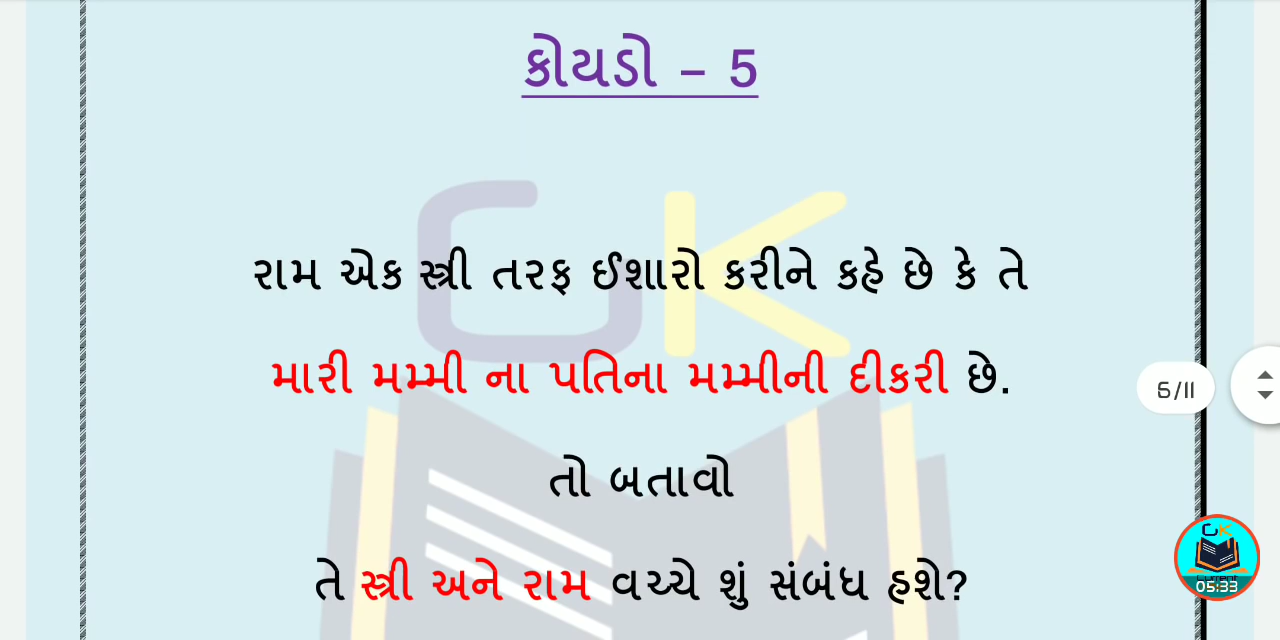 કોયડો – 5
રામ એક સ્ત્રી તરફ ઈશારો કરીને કહે છે કે તે
મારી મમ્મી ના પતિના મમ્મીની દીકરી છે.
6/11
તો બતાવો
તે સ્ત્રી અને રામ વચ્ચે શું સંબંધ હશે?
GK
05:33